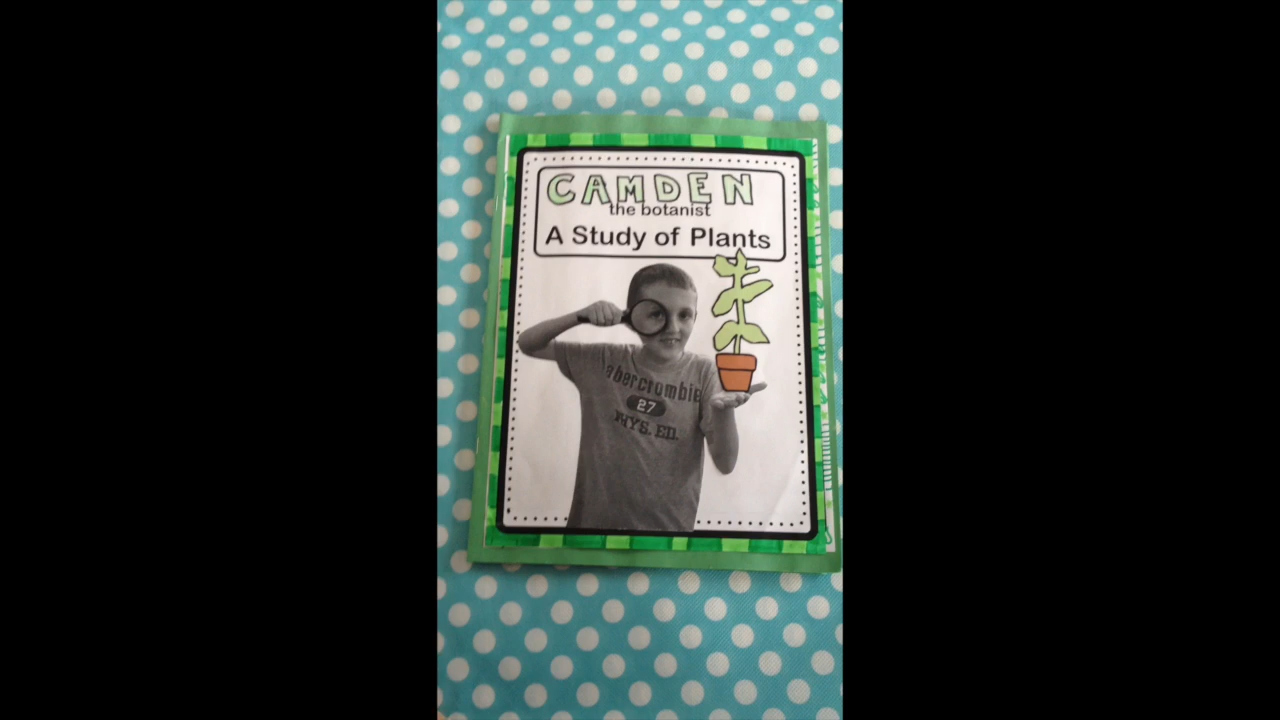 CAMDEN
the botanist
A Study of Plants
abercrombie
27
PHYS. ED.